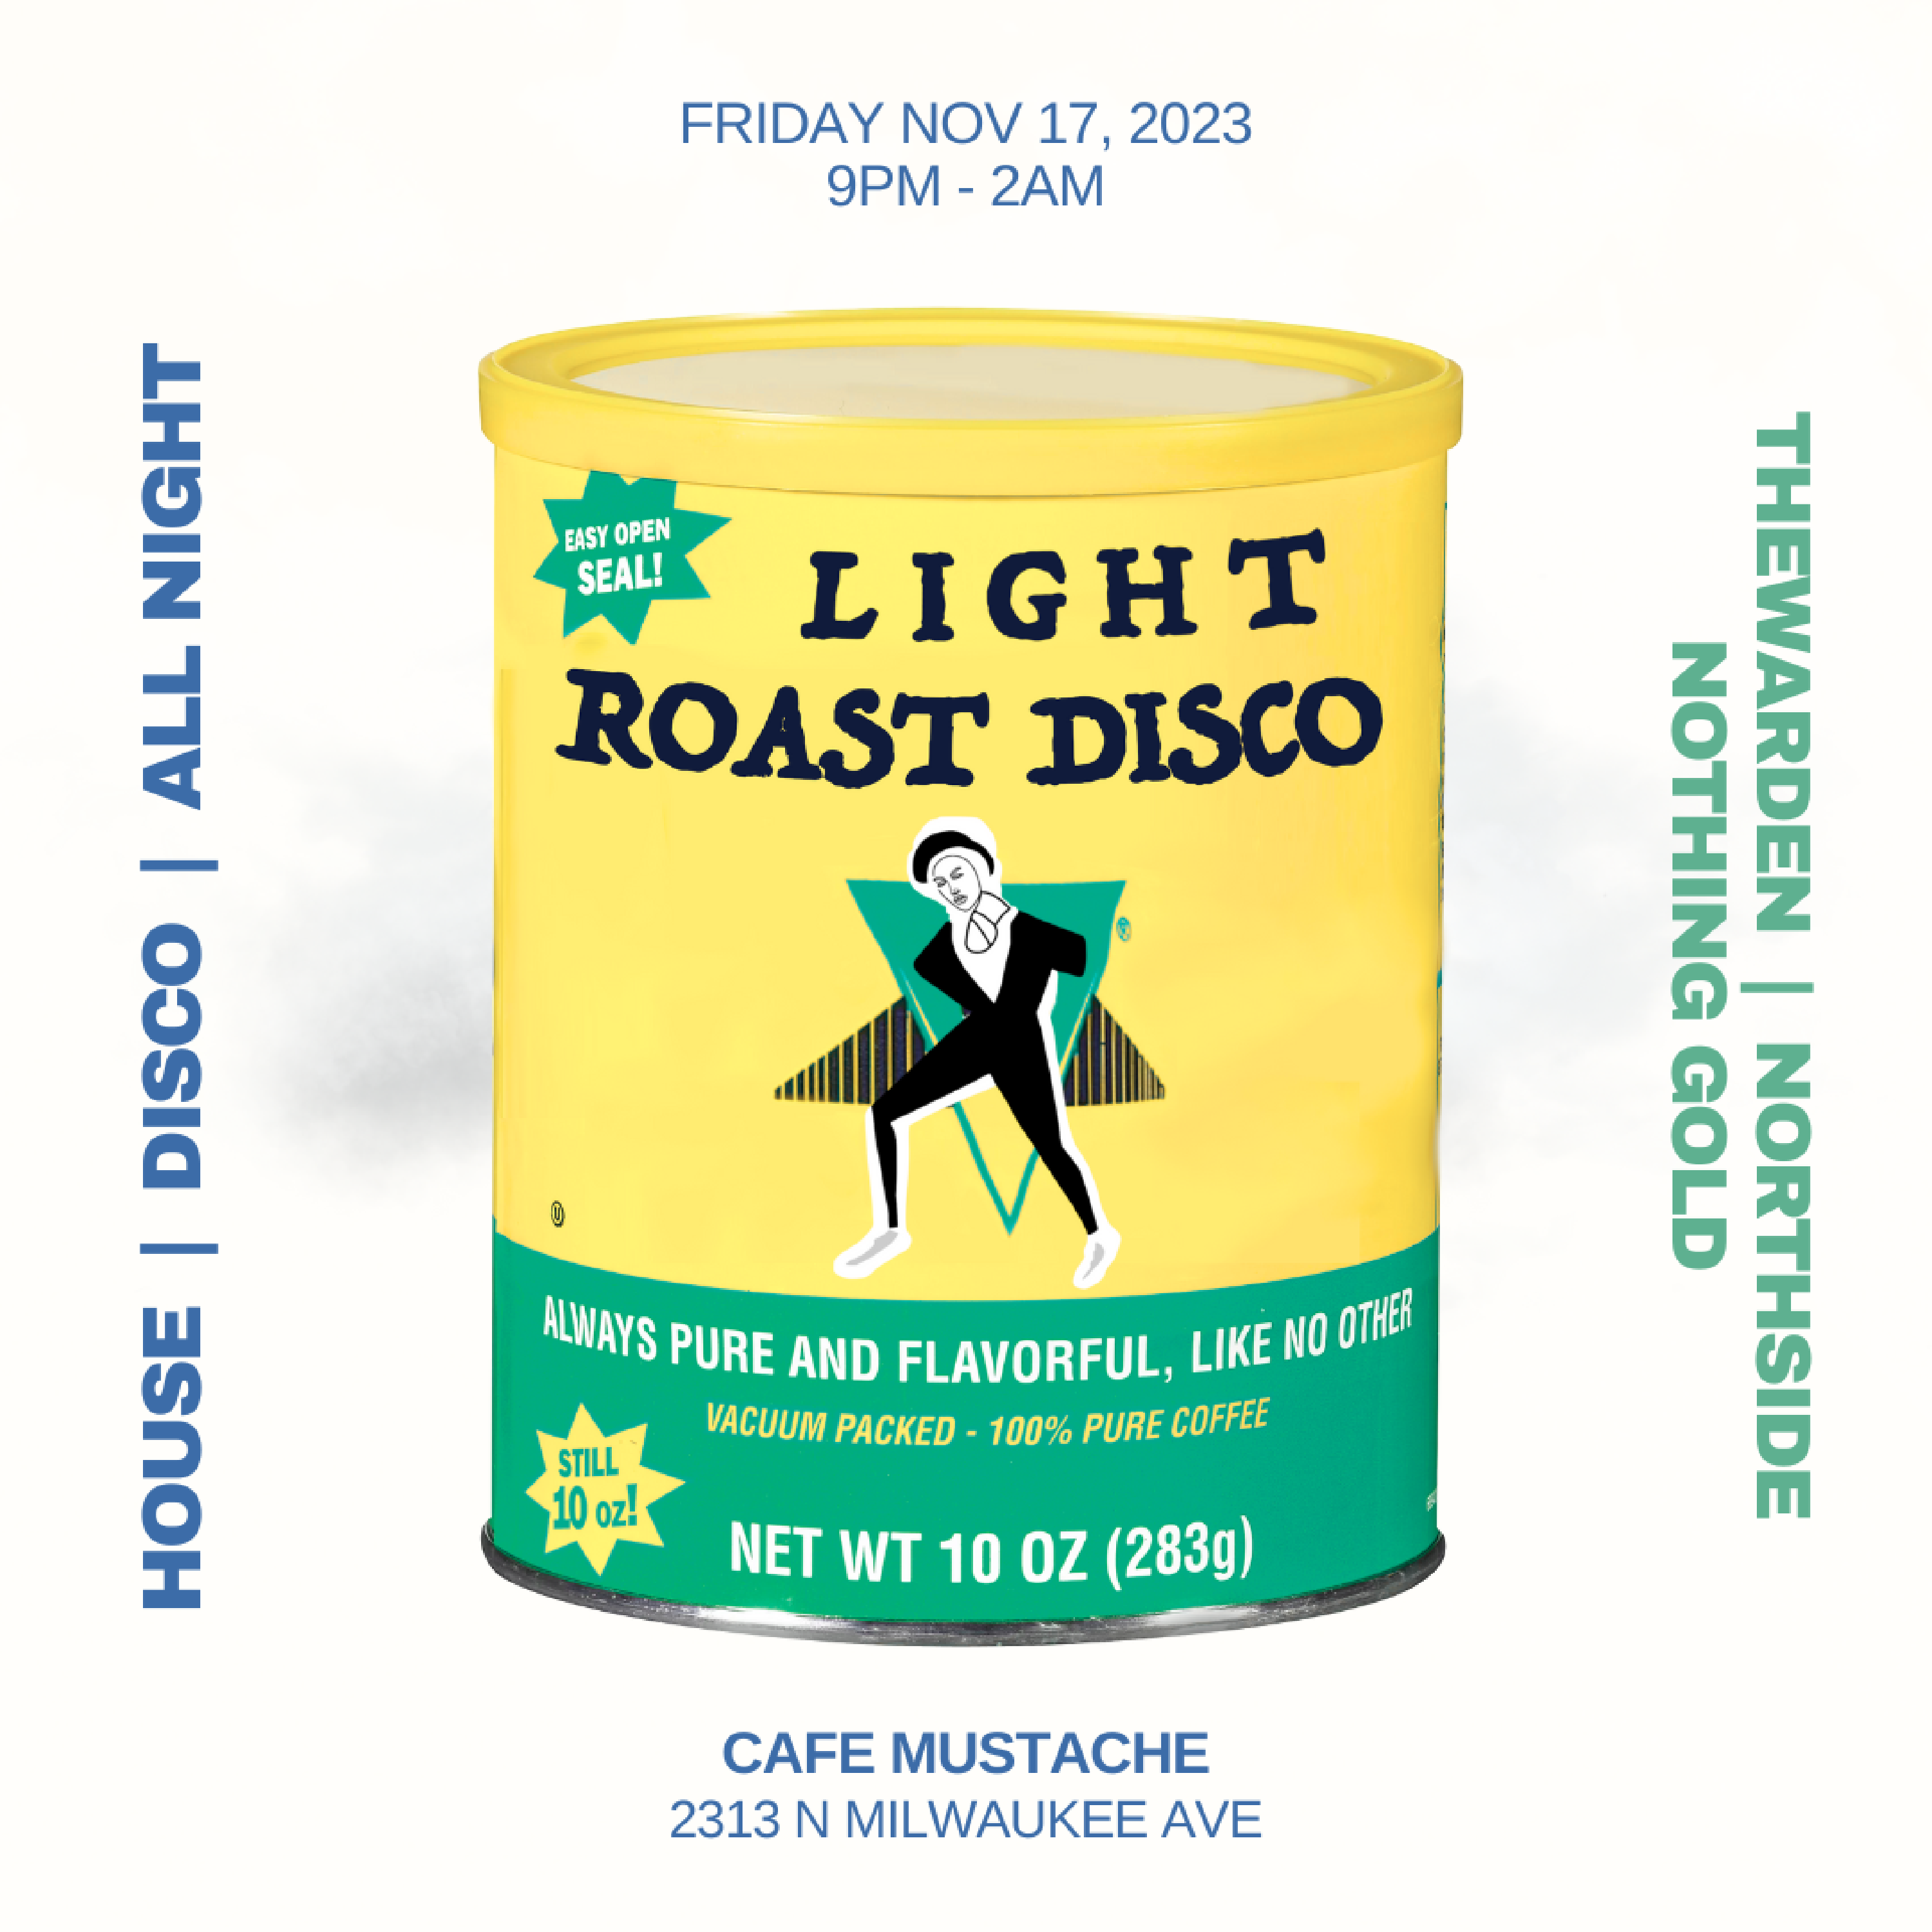 FRIDAY NOV 17, 2023
9PM - 2AM
HOUSE | DISCO | ALL NIGHT
EASY OPEN
SEAL!
LIGHT
ROAST DISCO
®
Ⓤ
ALWAYS PURE AND FLAVORFUL, LIKE NO OTHER
VACUUM PACKED - 100% PURE COFFEE
STILL
10 oz!
NET WT 10 OZ (283g)
THEWARDEN | NORTHSIDE
NOTHING GOLD
CAFE MUSTACHE
2313 N MILWAUKEE AVE